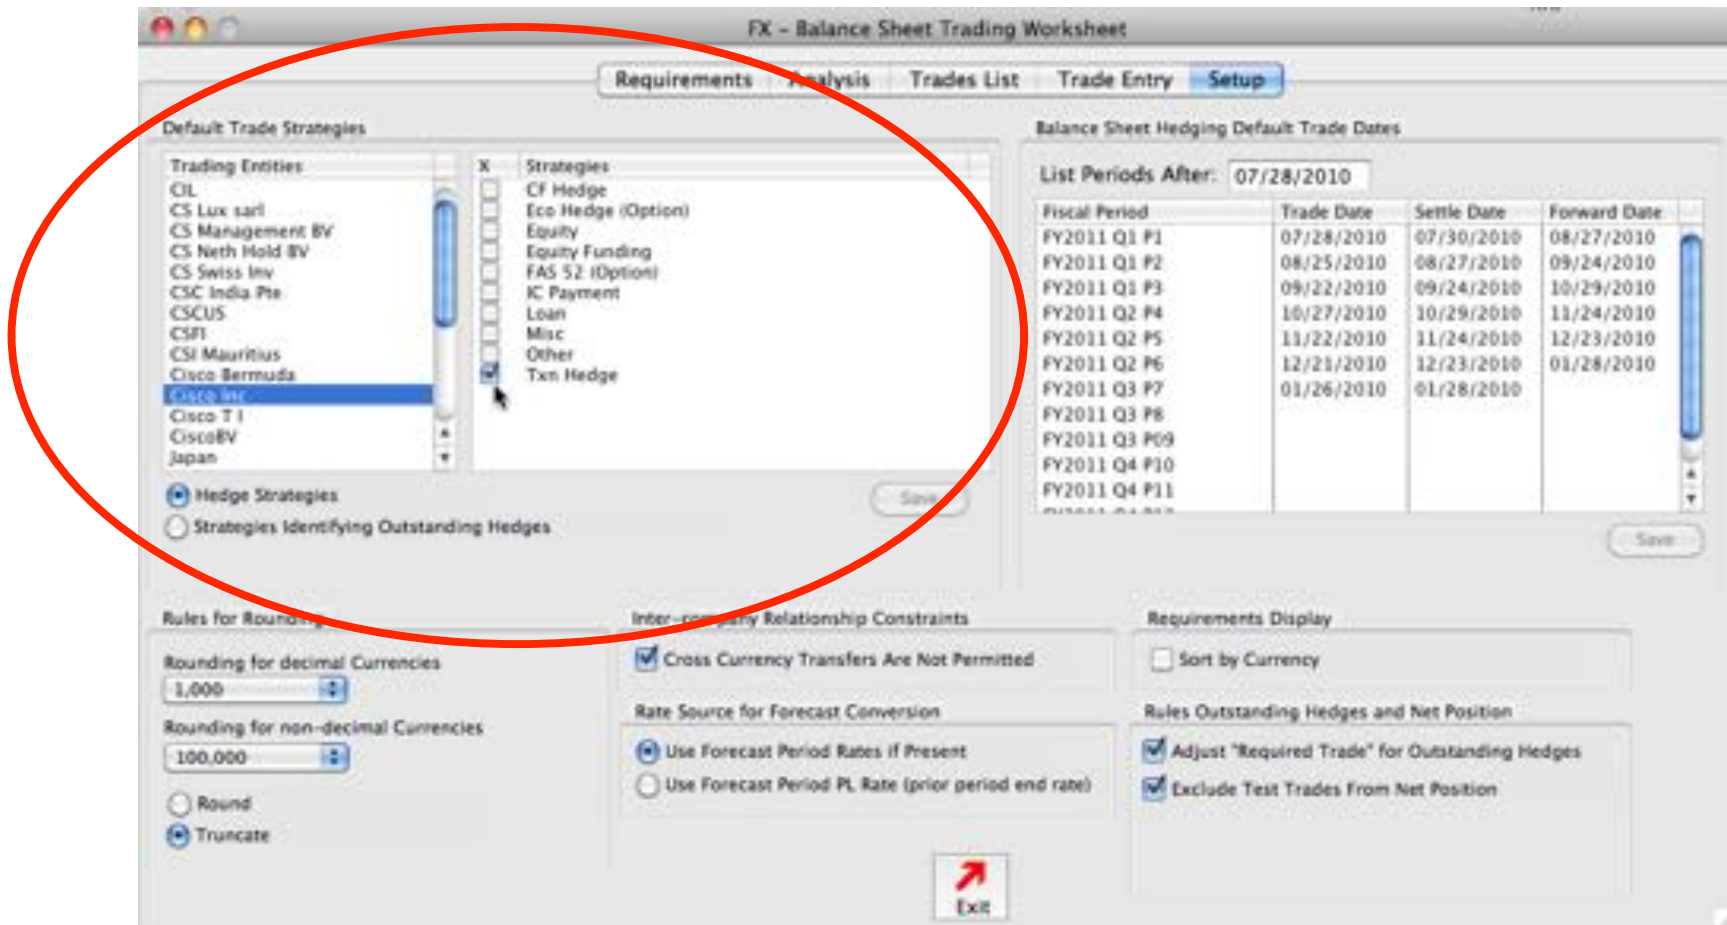 FX - Balance Sheet Trading Worksheet
Requirements Analysis Trades List Trade Entry Setup
Default Trade Strategies
Trading Entities
CIL
CS Lux sarl
CS Management BV
CS Neth Hold BV
CS Swiss Inv
CSC India Pte
CSCUS
CSFI
CSI Mauritius
Cisco Bermuda
Cisco Inc
Cisco T I
CiscoBV
Japan
X Strategies
CF Hedge
Eco Hedge (Option)
Equity
Equity Funding
FAS 52 (Option)
IC Payment
Loan
Misc
Other
Txn Hedge
Hedge Strategies
Strategies Identifying Outstanding Hedges
Save
Balance Sheet Hedging Default Trade Dates
List Periods After: 07/28/2010
Fiscal Period Trade Date Settle Date Forward Date
FY2011 Q1 P1 07/28/2010 07/30/2010 08/27/2010
FY2011 Q1 P2 08/25/2010 08/27/2010 09/24/2010
FY2011 Q1 P3 09/22/2010 09/24/2010 10/29/2010
FY2011 Q2 P4 10/27/2010 10/29/2010 11/24/2010
FY2011 Q2 P5 11/22/2010 11/24/2010 12/23/2010
FY2011 Q2 P6 12/21/2010 12/23/2010 01/28/2010
FY2011 Q3 P7 01/26/2010 01/28/2010
FY2011 Q3 P8
FY2011 Q3 P09
FY2011 Q4 P10
FY2011 Q4 P11
Save
Rules for Rounding
Rounding for decimal Currencies
1,000
Rounding for non-decimal Currencies
100,000
Round
Truncate
Inter-company Relationship Constraints
Cross Currency Transfers Are Not Permitted
Rate Source for Forecast Conversion
Use Forecast Period Rates if Present
Use Forecast Period PL Rate (prior period end rate)
Requirements Display
Sort by Currency
Rules Outstanding Hedges and Net Position
Adjust "Required Trade" for Outstanding Hedges
Exclude Test Trades From Net Position
Exit